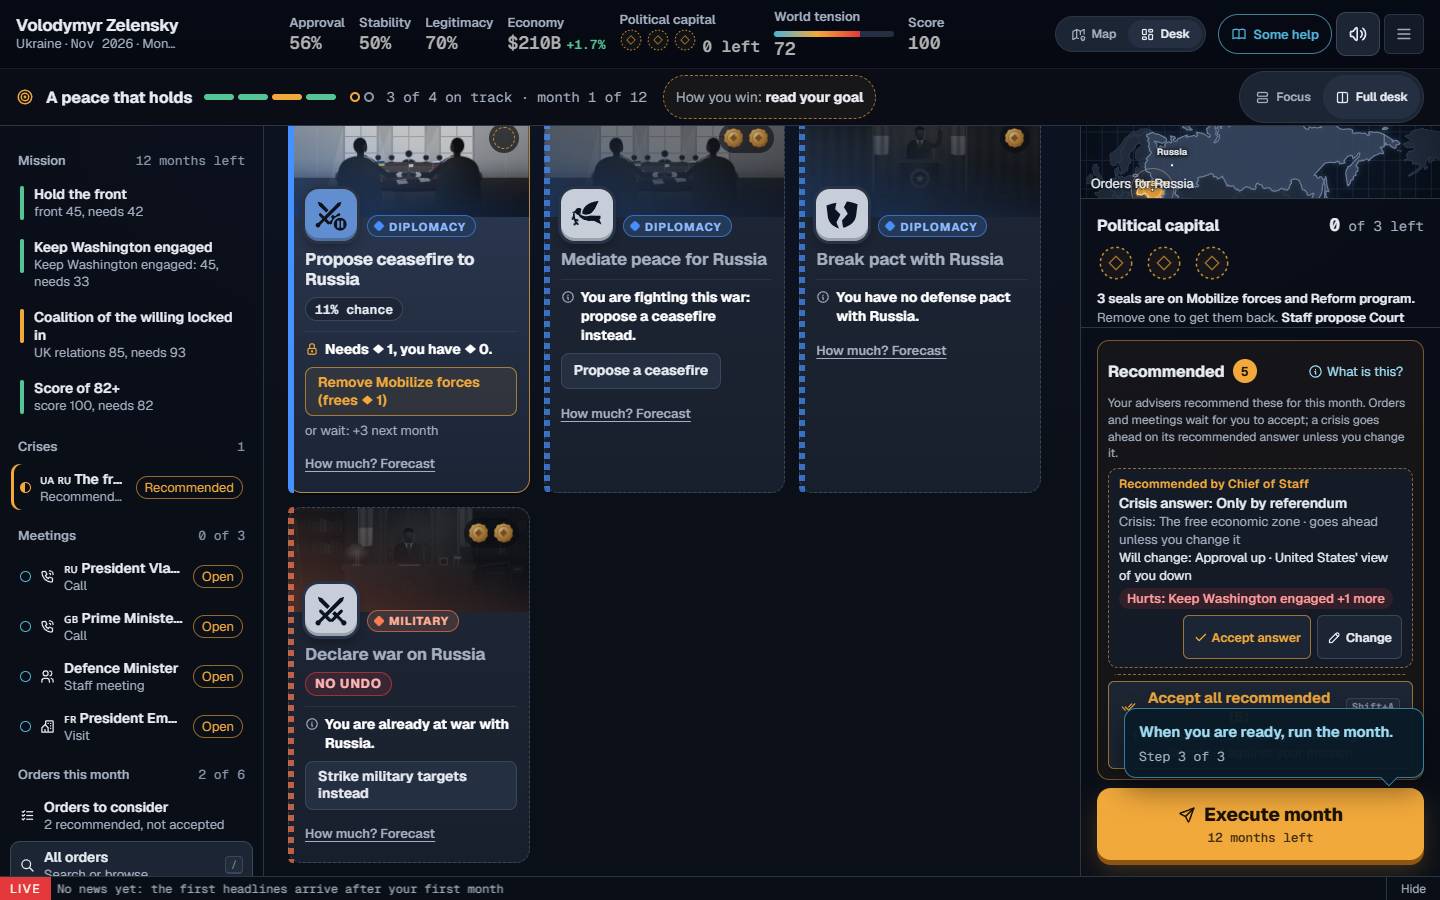 Volodymyr Zelensky
Ukraine · Nov 2026 · Mon...
Approval
56%
Stability
50%
Legitimacy
70%
Economy
$210B +1.7%
Political capital
0 left
World tension
72
Score
100
Map
Desk
Some help
A peace that holds
3 of 4 on track · month 1 of 12
How you win: read your goal
Focus
Full desk
Mission
12 months left
Hold the front
front 45, needs 42
Keep Washington engaged
Keep Washington engaged: 45,
needs 33
Coalition of the willing locked
in
UK relations 85, needs 93
Score of 82+
score 100, needs 82
Crises
1
UA RU The fr...
Recommend...
Recommended
Meetings
0 of 3
RU President Vla...
Call
Open
GB Prime Ministe...
Call
Open
Defence Minister
Staff meeting
Open
FR President Em...
Visit
Open
Orders this month
2 of 6
Orders to consider
2 recommended, not accepted
All orders
Search or browse
/
DIPLOMACY
Propose ceasefire to
Russia
11% chance
Needs ◆ 1, you have ◆ 0.
Remove Mobilize forces
(frees ◆ 1)
or wait: +3 next month
How much? Forecast
DIPLOMACY
Mediate peace for Russia
You are fighting this war:
propose a ceasefire
instead.
Propose a ceasefire
How much? Forecast
DIPLOMACY
Break pact with Russia
You have no defense pact
with Russia.
How much? Forecast
MILITARY
Declare war on Russia
NO UNDO
You are already at war with
Russia.
Strike military targets
instead
How much? Forecast
Russia
Orders for Russia
Political capital
0 of 3 left
3 seals are on Mobilize forces and Reform program.
Remove one to get them back. Staff propose Court
Recommended 5
What is this?
Your advisers recommend these for this month. Orders
and meetings wait for you to accept; a crisis goes
ahead on its recommended answer unless you change
it.
Recommended by Chief of Staff
Crisis answer: Only by referendum
Crisis: The free economic zone · goes ahead
unless you change it
Will change: Approval up · United States' view
of you down
Hurts: Keep Washington engaged +1 more
Accept answer
Change
Accept all recommended
Shift+A
When you are ready, run the month.
Step 3 of 3
Execute month
12 months left
LIVE
No news yet: the first headlines arrive after your first month
Hide